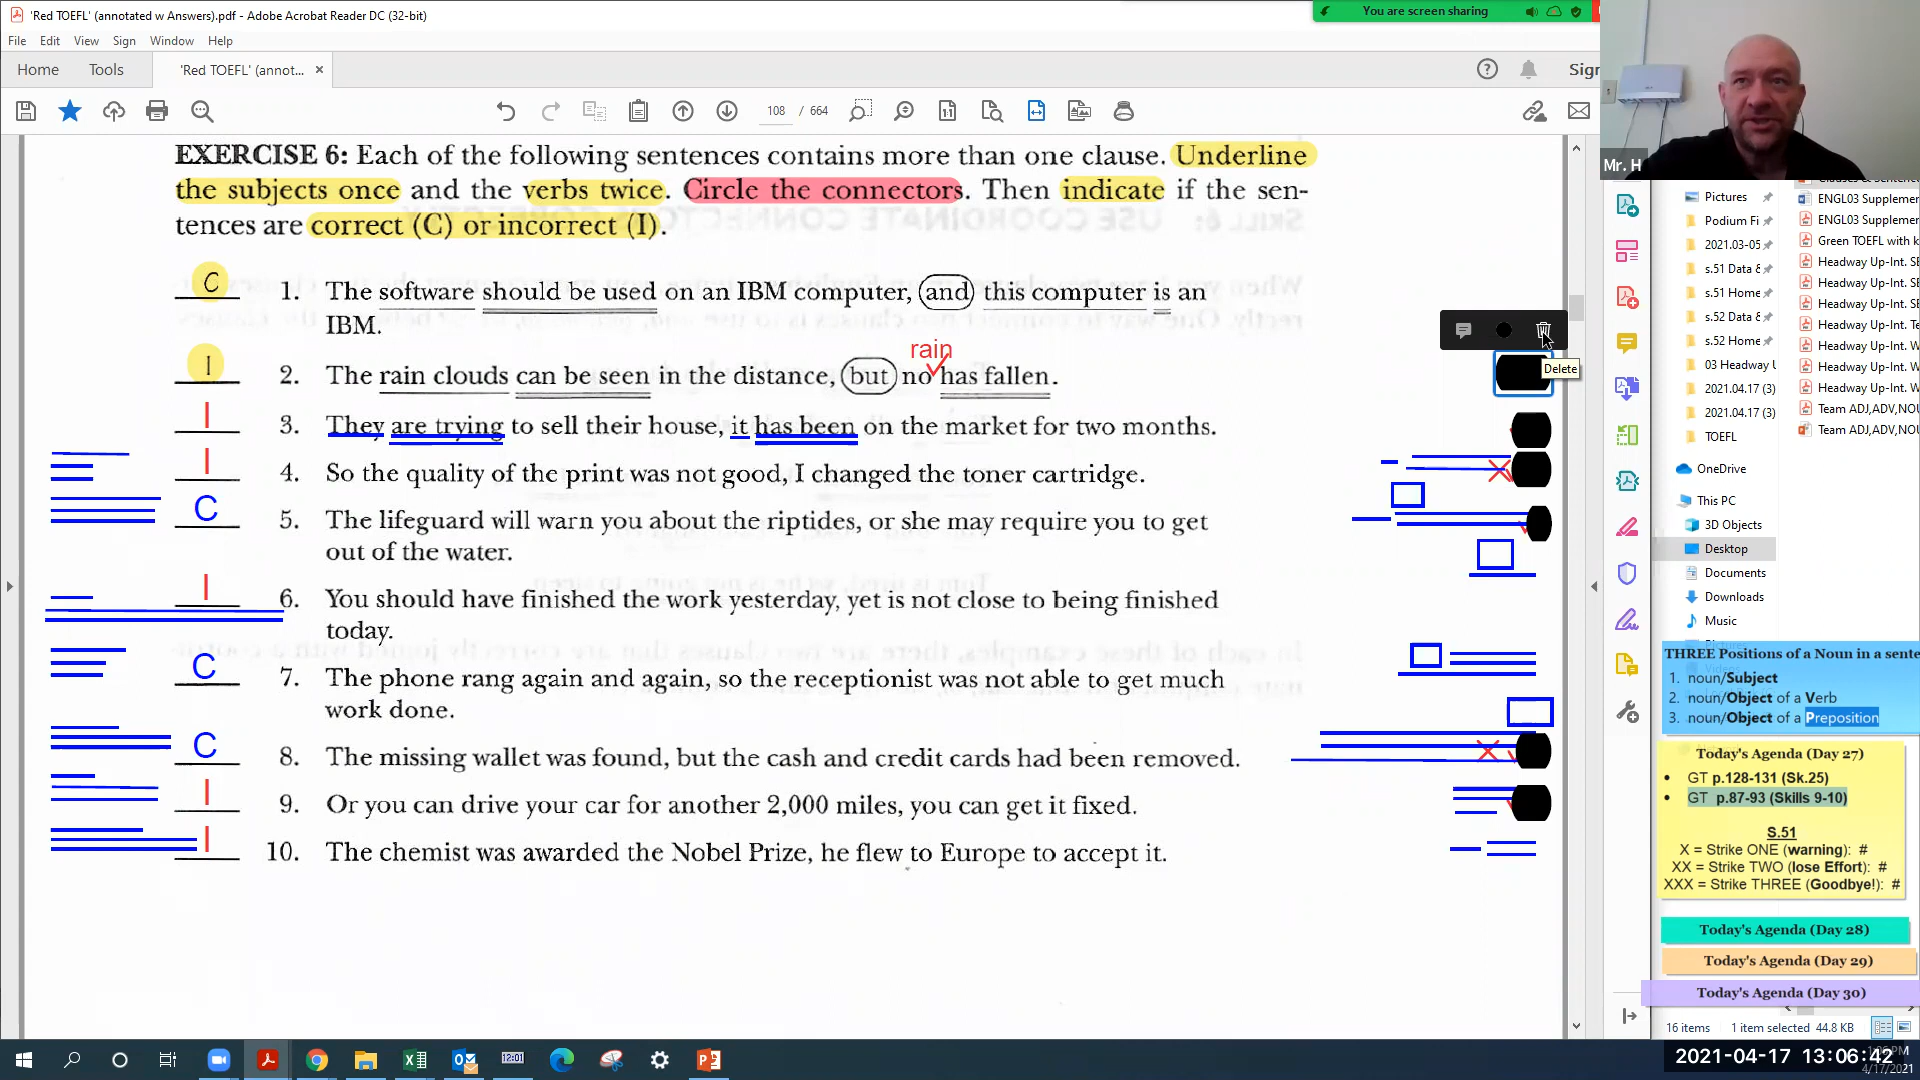 'Red TOEFL' (annotated w Answers).pdf - Adobe Acrobat Reader DC (32-bit)
You are screen sharing
File Edit View Sign Window Help
Home Tools 'Red TOEFL' (annot... × Sign
108 / 664
EXERCISE 6: Each of the following sentences contains more than one clause. Underline
the subjects once and the verbs twice. Circle the connectors. Then indicate if the sen-
tences are correct (C) or incorrect (I).
C 1. The software should be used on an IBM computer, and this computer is an
IBM.
rain
I 2. The rain clouds can be seen in the distance, but no has fallen.
I 3. They are trying to sell their house, it has been on the market for two months.
I 4. So the quality of the print was not good, I changed the toner cartridge.
C 5. The lifeguard will warn you about the riptides, or she may require you to get
out of the water.
I 6. You should have finished the work yesterday, yet is not close to being finished
today.
C 7. The phone rang again and again, so the receptionist was not able to get much
work done.
C 8. The missing wallet was found, but the cash and credit cards had been removed.
I 9. Or you can drive your car for another 2,000 miles, you can get it fixed.
I 10. The chemist was awarded the Nobel Prize, he flew to Europe to accept it.
Delete
Mr. H
Pictures
Podium Fi
2021.03-05
s.51 Data &
s.51 Home
s.52 Data &
s.52 Home
03 Headway U
2021.04.17 (3)
2021.04.17 (3)
TOEFL
OneDrive
This PC
3D Objects
Desktop
Documents
Downloads
Music
ENGL03 Supplemer
ENGL03 Supplemer
Green TOEFL with k
Headway Up-Int. SE
Headway Up-Int. SE
Headway Up-Int. SE
Headway Up-Int. Te
Headway Up-Int. W
Headway Up-Int. W
Headway Up-Int. W
Team ADJ,ADV,NOU
Team ADJ,ADV,NOU
THREE Positions of a Noun in a sente
1. noun/Subject
2. noun/Object of a Verb
3. noun/Object of a Preposition
Today's Agenda (Day 27)
• GT p.128-131 (Sk.25)
• GT p.87-93 (Skills 9-10)
S.51
X = Strike ONE (warning): #
XX = Strike TWO (lose Effort): #
XXX = Strike THREE (Goodbye!): #
Today's Agenda (Day 28)
Today's Agenda (Day 29)
Today's Agenda (Day 30)
16 items 1 item selected 44.8 KB
12:01
2021-04-17 13:06:42
4/17/2021